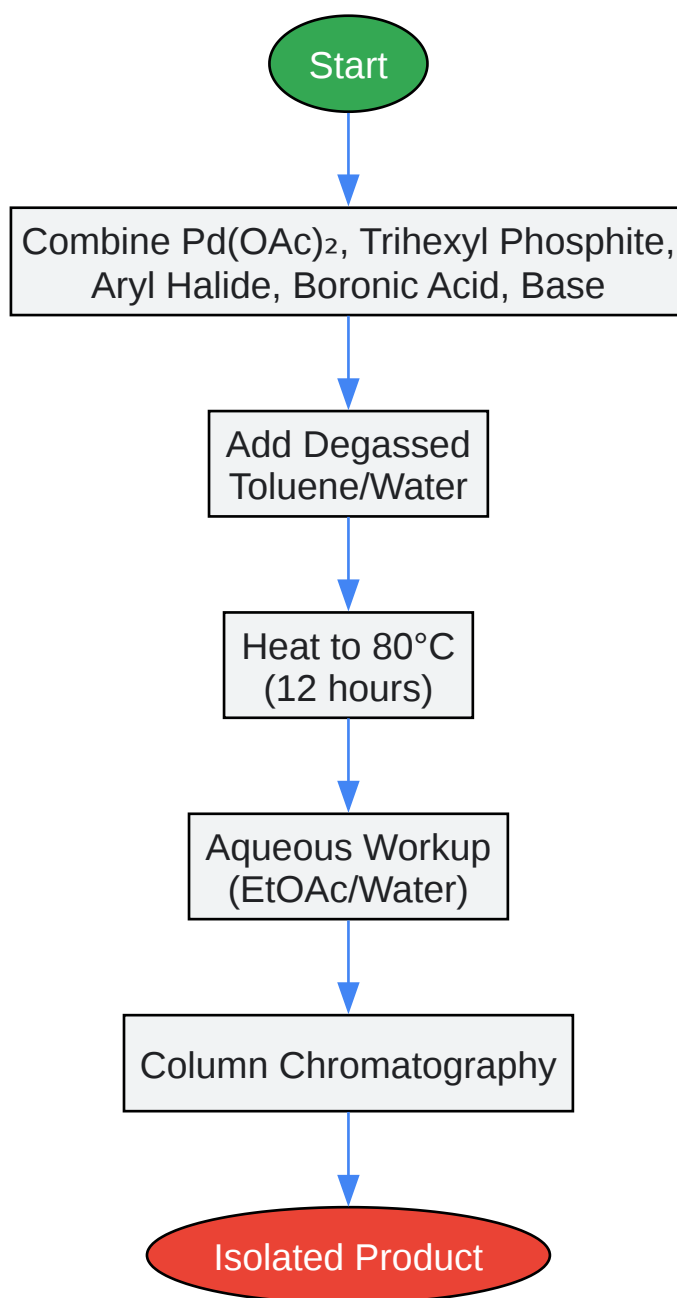 Start
Combine Pd(OAc)₂, Trihexyl Phosphite,
Aryl Halide, Boronic Acid, Base
Add Degassed
Toluene/Water
Heat to 80°C
(12 hours)
Aqueous Workup
(EtOAc/Water)
Column Chromatography
Isolated Product